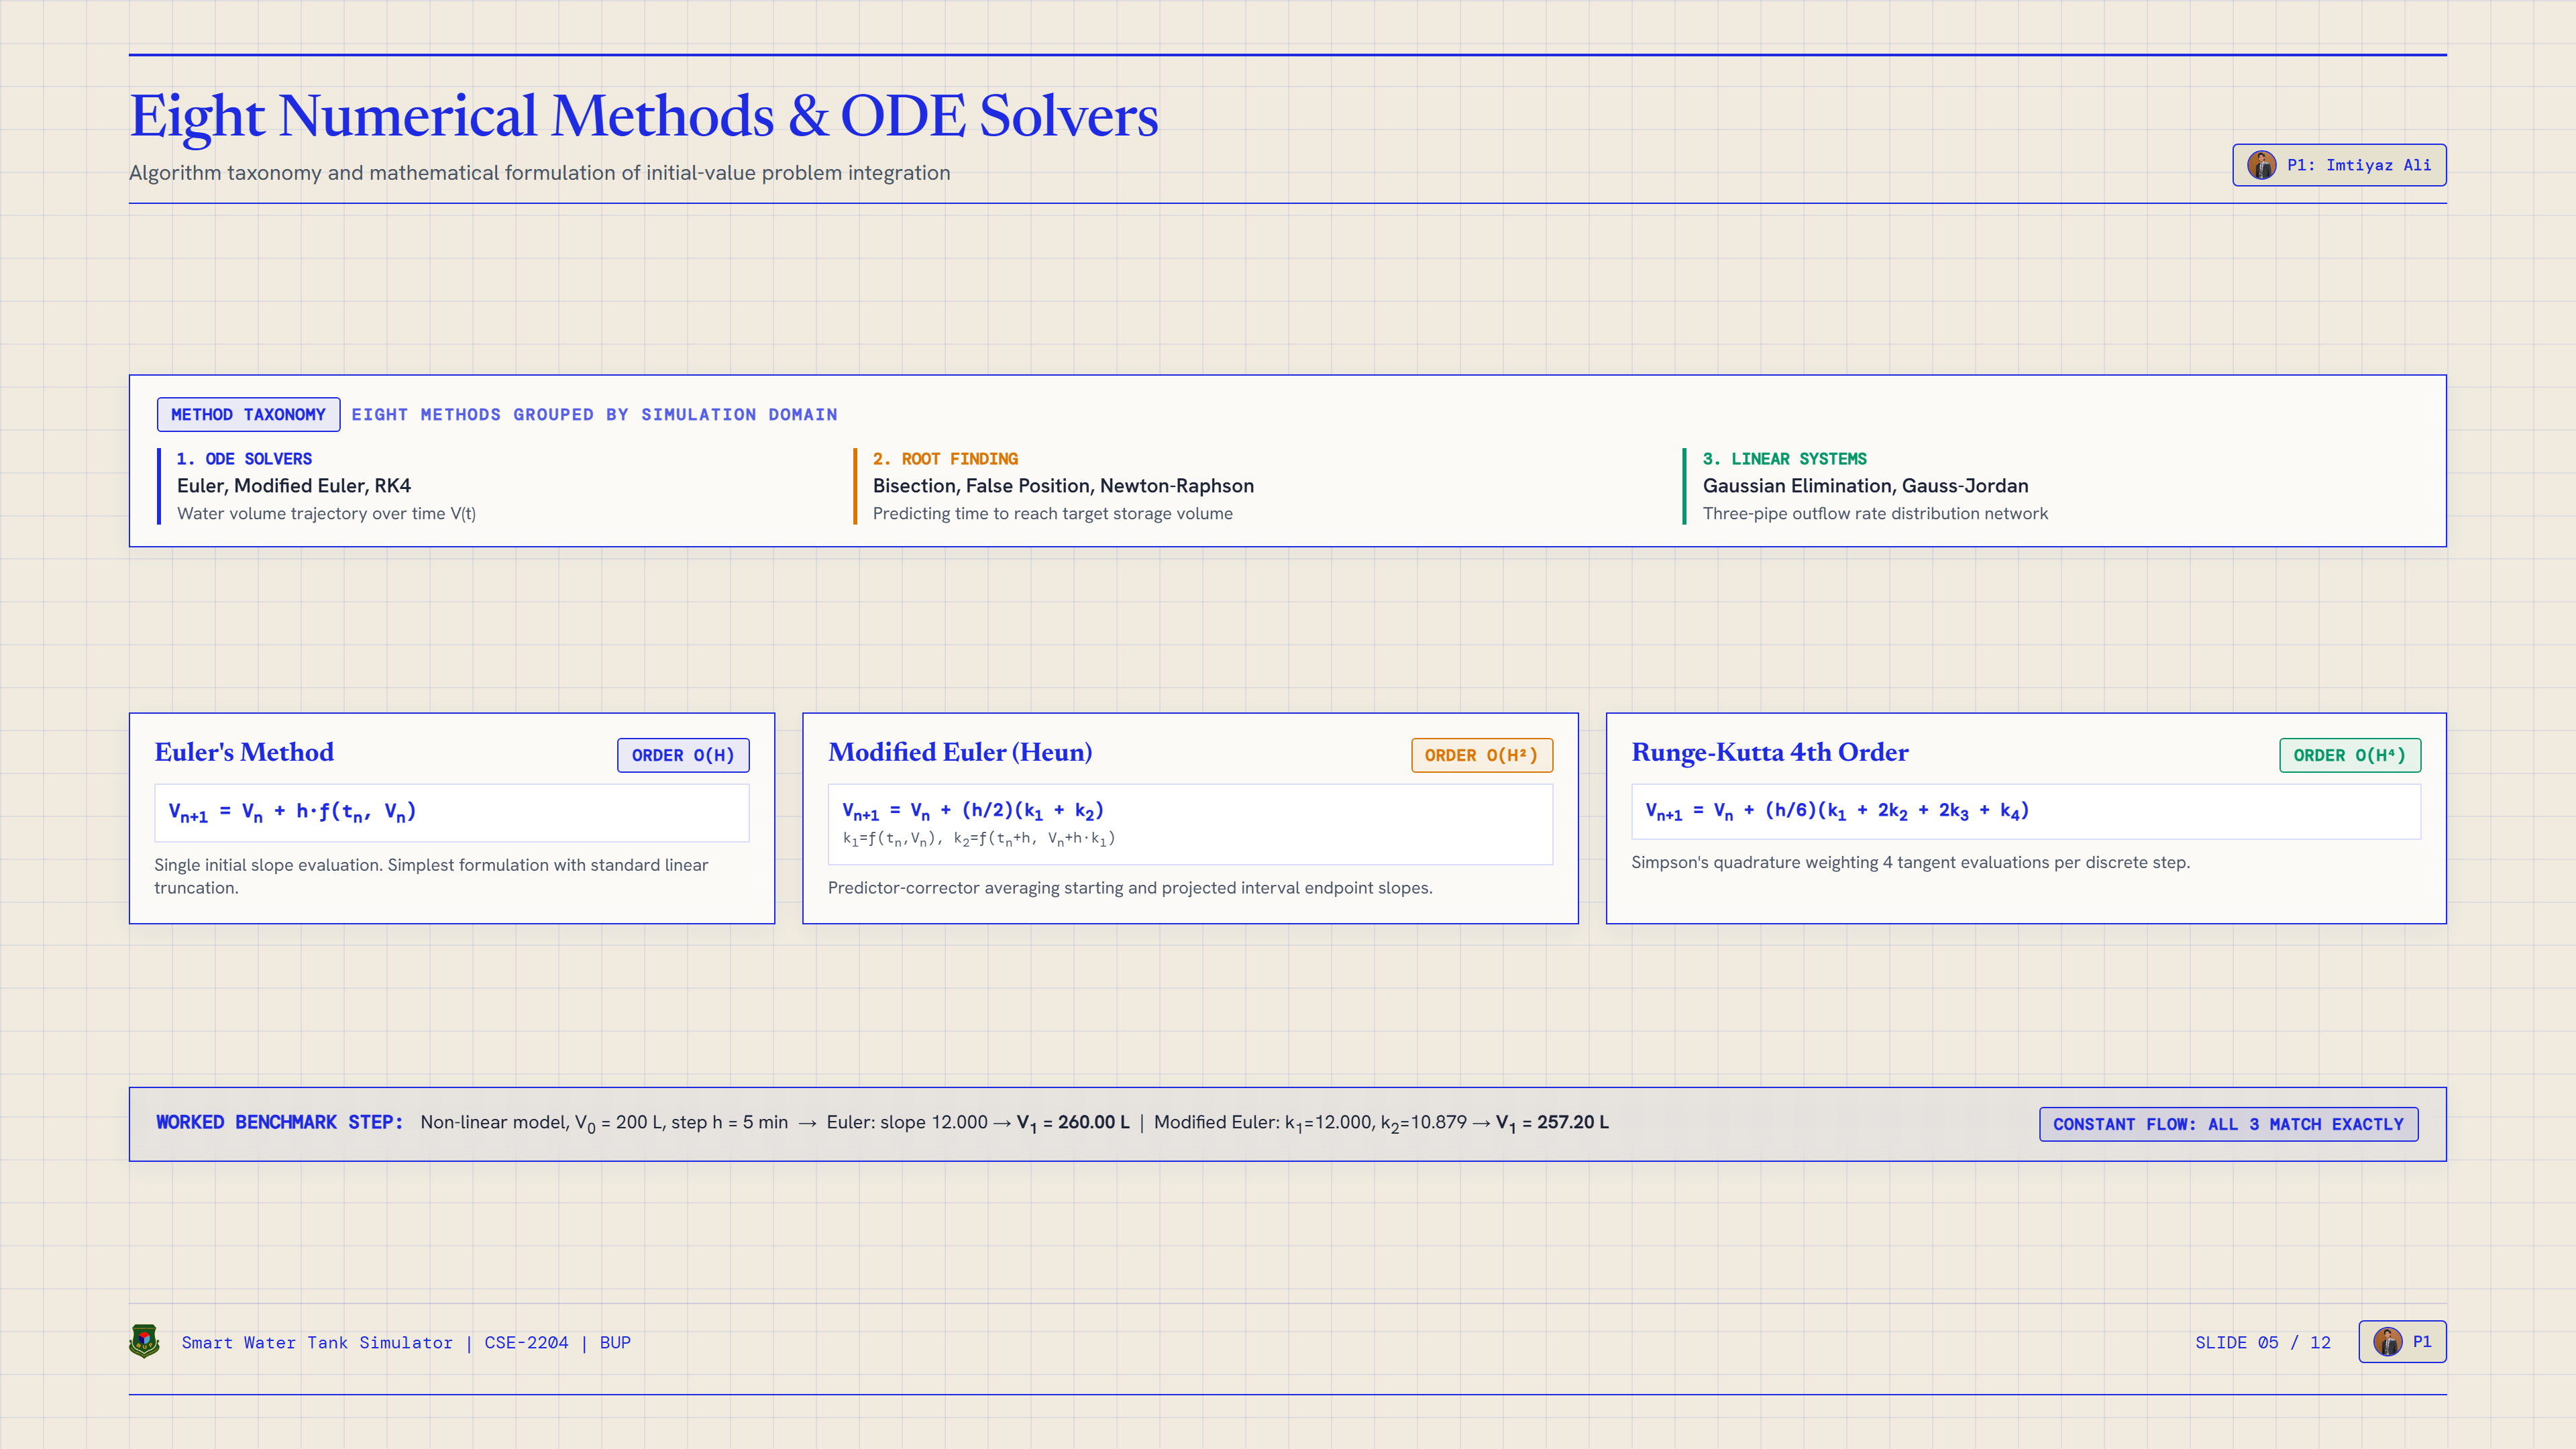 Eight Numerical Methods & ODE Solvers
Algorithm taxonomy and mathematical formulation of initial-value problem integration
P1: Imtiyaz Ali
METHOD TAXONOMY EIGHT METHODS GROUPED BY SIMULATION DOMAIN
1. ODE SOLVERS
Euler, Modified Euler, RK4
Water volume trajectory over time V(t)
2. ROOT FINDING
Bisection, False Position, Newton-Raphson
Predicting time to reach target storage volume
3. LINEAR SYSTEMS
Gaussian Elimination, Gauss-Jordan
Three-pipe outflow rate distribution network
Euler's Method
ORDER O(H)
Vₙ₊₁ = Vₙ + h·ƒ(tₙ, Vₙ)
Single initial slope evaluation. Simplest formulation with standard linear
truncation.
Modified Euler (Heun)
ORDER O(H²)
Vₙ₊₁ = Vₙ + (h/2)(k₁ + k₂)
k₁=ƒ(tₙ,Vₙ), k₂=ƒ(tₙ+h, Vₙ+h·k₁)
Predictor-corrector averaging starting and projected interval endpoint slopes.
Runge-Kutta 4th Order
ORDER O(H⁴)
Vₙ₊₁ = Vₙ + (h/6)(k₁ + 2k₂ + 2k₃ + k₄)
Simpson's quadrature weighting 4 tangent evaluations per discrete step.
WORKED BENCHMARK STEP: Non-linear model, V₀ = 200 L, step h = 5 min → Euler: slope 12.000 → V₁ = 260.00 L | Modified Euler: k₁=12.000, k₂=10.879 → V₁ = 257.20 L
CONSTANT FLOW: ALL 3 MATCH EXACTLY
BUP
Smart Water Tank Simulator | CSE-2204 | BUP
SLIDE 05 / 12
P1